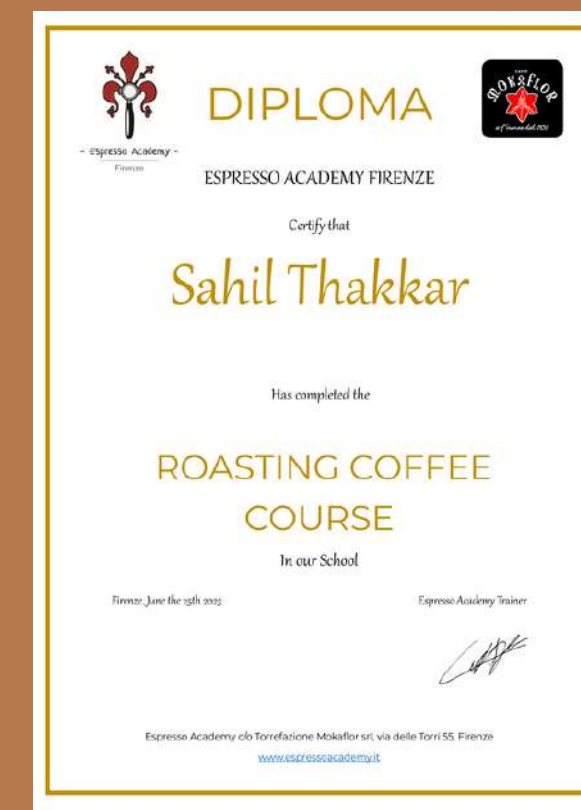 DIPLOMA
CAFFÈ
MOKAFLOR
- Espresso Academy -
Firenze
ESPRESSO ACADEMY FIRENZE
Certify that
Sahil Thakkar
Has completed the
ROASTING COFFEE
COURSE
In our School
Firenze, June the
Espresso Academy Trainer
Espresso Academy c/o Torrefazione Mokaflor srl, via delle Torri 55, Firenze
www.espressoacademy.it